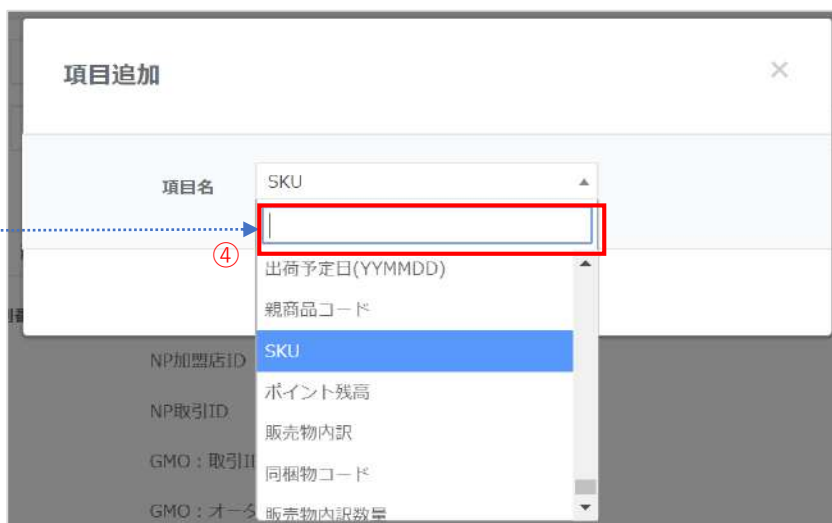 項目追加
×
項目名
SKU
④
出荷予定日(YYMMDD)
親商品コード
SKU
NP加盟店ID
ポイント残高
NP取引ID
販売物内訳
GMO：取引I
同梱物コード
GMO：オーダ
販売物内訳数量